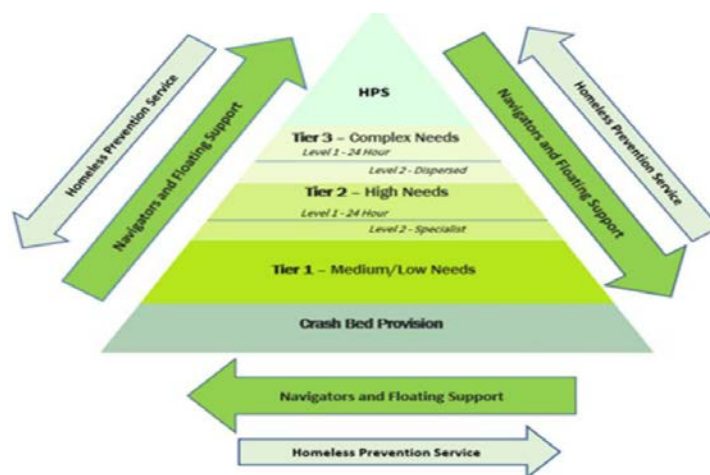 HPS
Tier 3 – Complex Needs
Level 1 - 24 Hour
Level 2 - Dispersed
Tier 2 – High Needs
Level 1 - 24 Hour
Level 2 - Specialist
Tier 1 – Medium/Low Needs
Crash Bed Provision
Homeless Prevention Service
Navigators and Floating Support
Navigators and Floating Support
Homeless Prevention Service
Navigators and Floating Support
Homeless Prevention Service